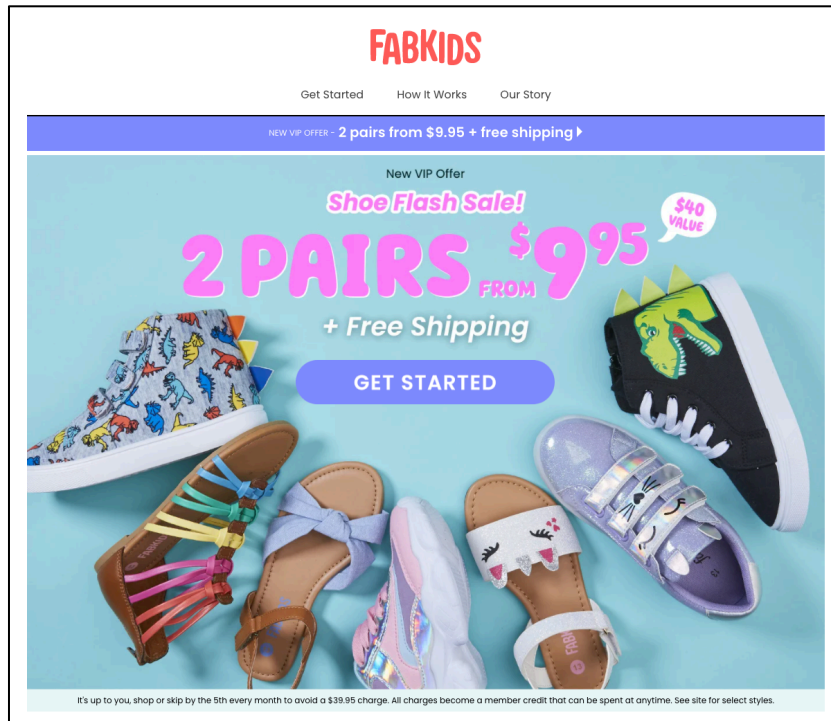 FABKIDS
Get Started How It Works Our Story
NEW VIP OFFER - 2 pairs from $9.95 + free shipping
New VIP Offer
Shoe Flash Sale!
$40
VALUE
2 PAIRS FROM $995
+ Free Shipping
GET STARTED
FABKIDS
FABK
It's up to you, shop or skip by the 5th every month to avoid a $39.95 charge. All charges become a member credit that can be spent at anytime. See site for select styles.